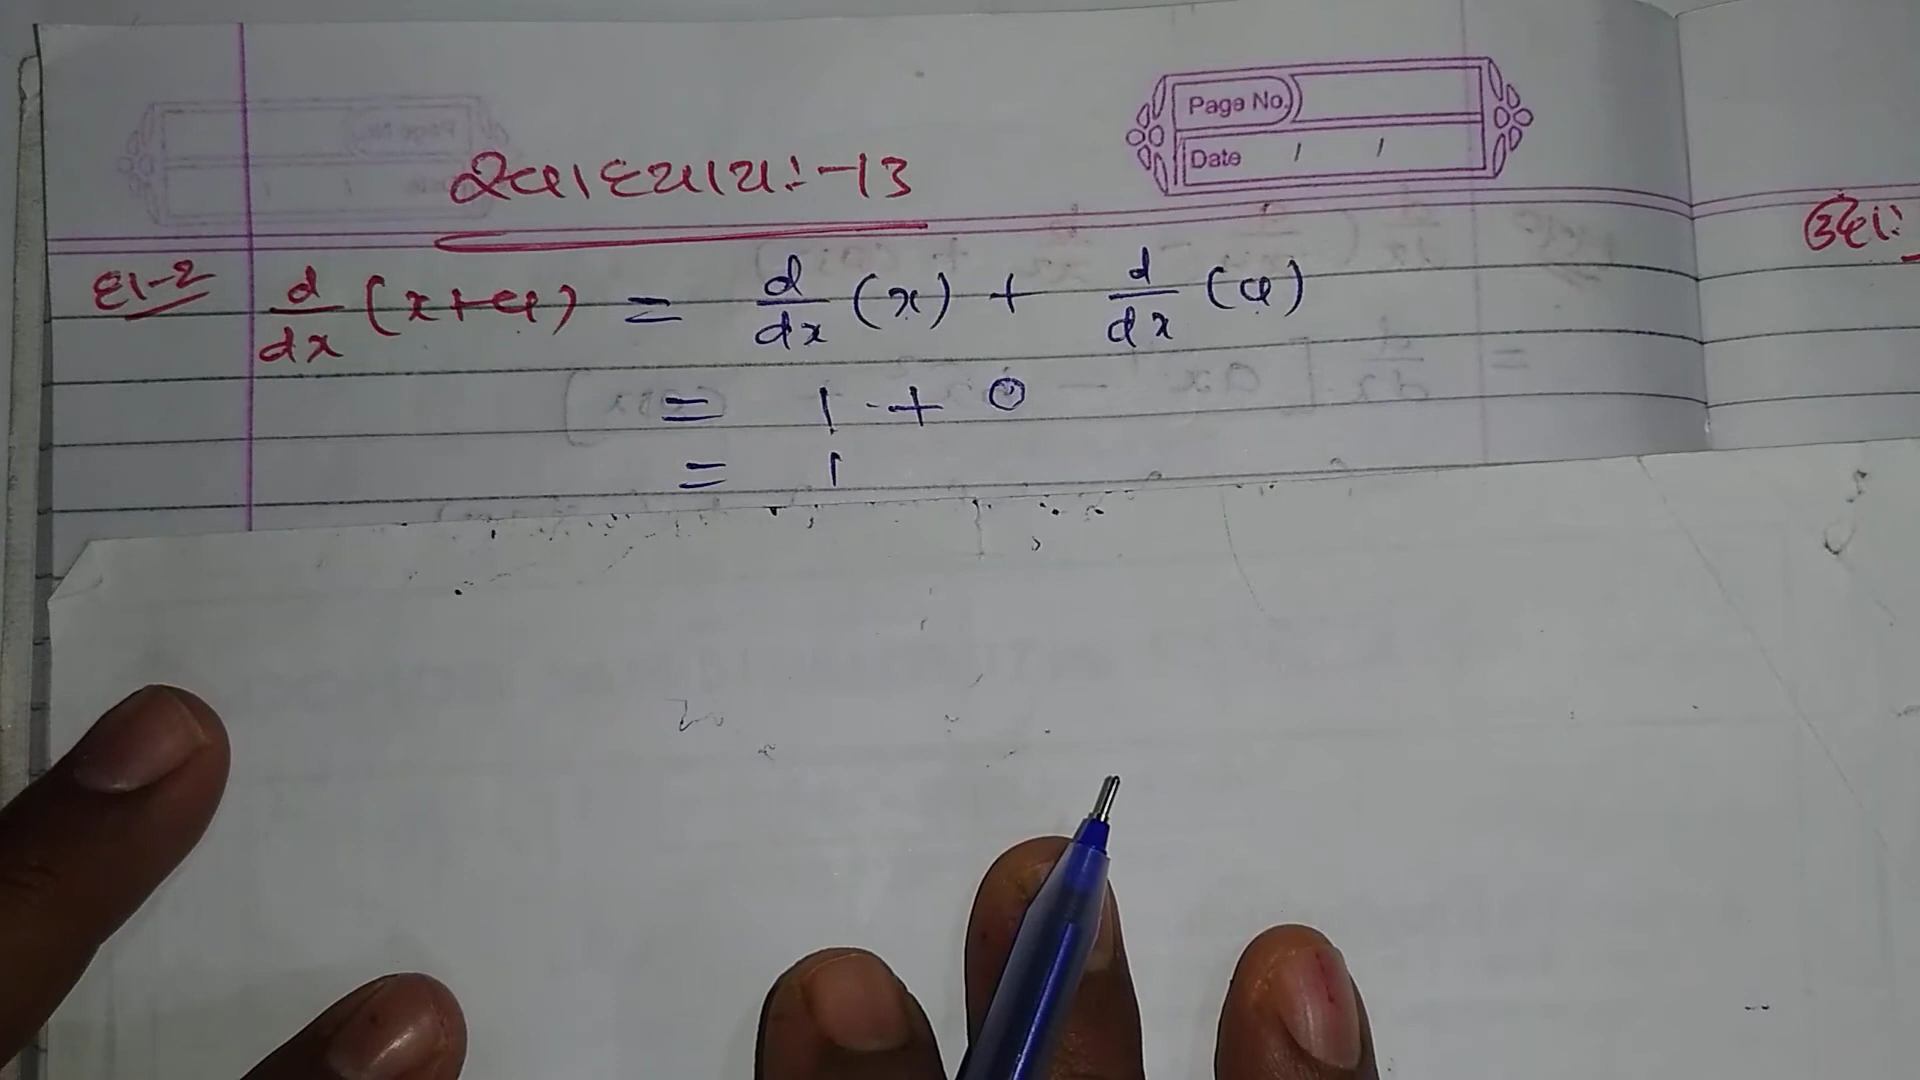 Page No.
Date / /
સ્વાધ્યાય:-13
દા-2 d/dx (x+a) = d/dx (x) + d/dx (a)
= 1 + 0
= 1